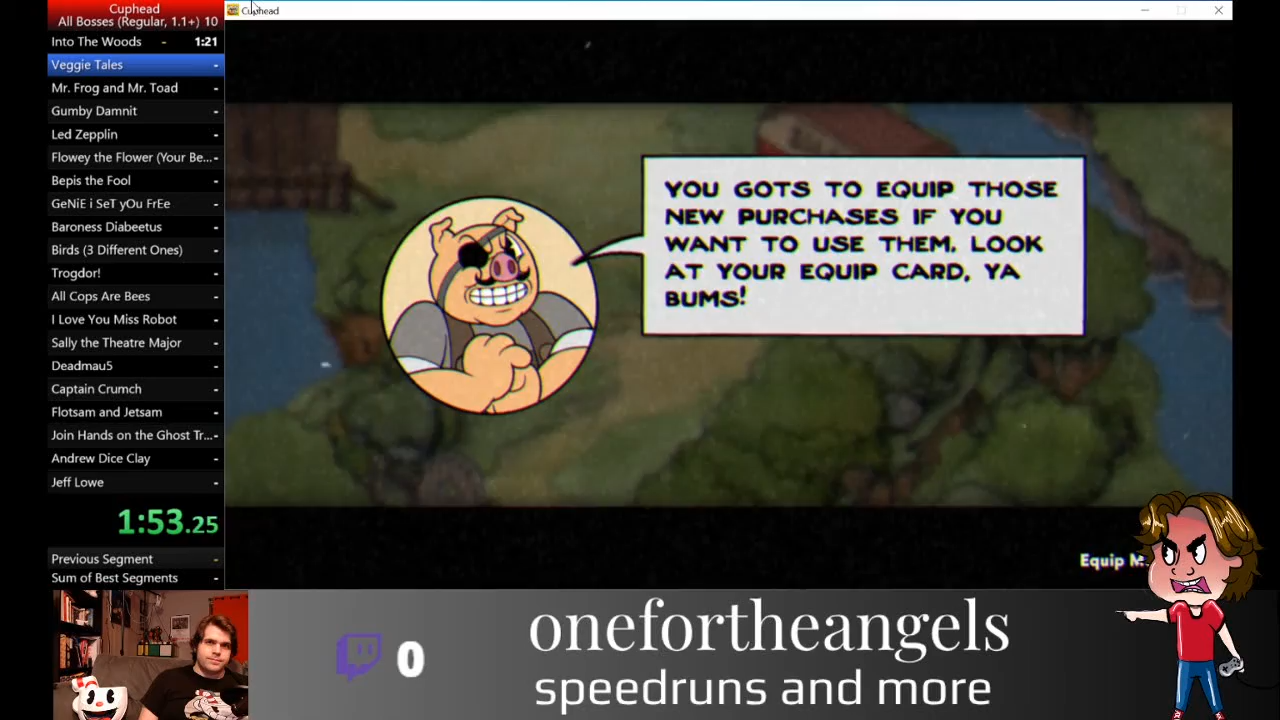 Cuphead
All Bosses (Regular, 1.1+) 10
Into The Woods - 1:21
Veggie Tales -
Mr. Frog and Mr. Toad -
Gumby Damnit -
Led Zepplin -
Flowey the Flower (Your Be... -
Bepis the Fool -
GeNiE i SeT yOu FrEe -
Baroness Diabeetus -
Birds (3 Different Ones) -
Trogdor! -
All Cops Are Bees -
I Love You Miss Robot -
Sally the Theatre Major -
Deadmau5 -
Captain Crumch -
Flotsam and Jetsam -
Join Hands on the Ghost Tr... -
Andrew Dice Clay -
Jeff Lowe -
1:53.25
Previous Segment -
Sum of Best Segments -
Cuphead
YOU GOTS TO EQUIP THOSE
NEW PURCHASES IF YOU
WANT TO USE THEM. LOOK
AT YOUR EQUIP CARD, YA
BUMS!
Equip
0
onefortheangels
speedruns and more